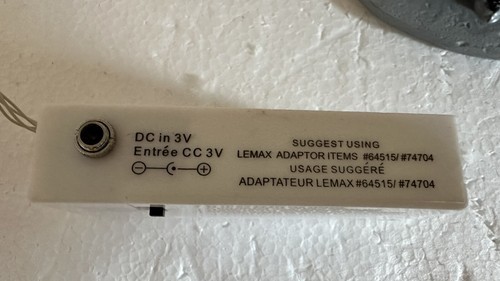 DC in 3V
Entrée CC 3V
SUGGEST USING
LEMAX ADAPTOR ITEMS #64515/ #74704
USAGE SUGGÉRÉ
ADAPTATEUR LEMAX #64515/ #74704